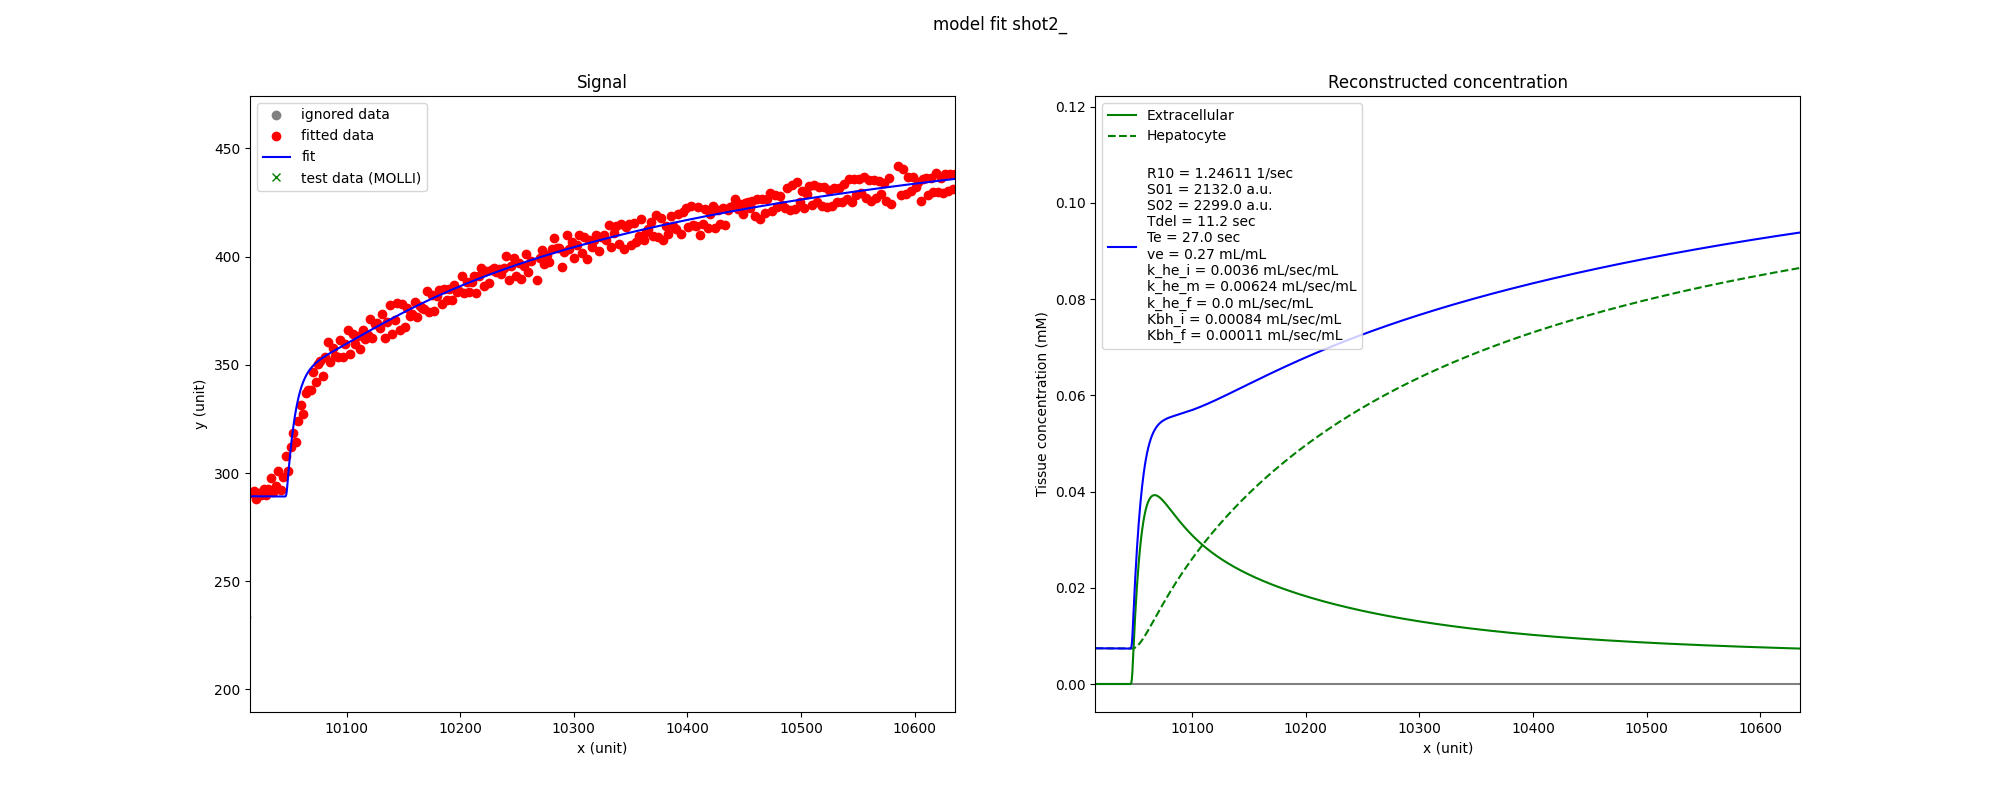 model fit shot2_
Signal
ignored data
fitted data
fit
test data (MOLLI)
450
400
350
300
250
200
y (unit)
10100 10200 10300 10400 10500 10600
x (unit)
Reconstructed concentration
Extracellular
Hepatocyte
R10 = 1.24611 1/sec
S01 = 2132.0 a.u.
S02 = 2299.0 a.u.
Tdel = 11.2 sec
Te = 27.0 sec
ve = 0.27 mL/mL
k_he_i = 0.0036 mL/sec/mL
k_he_m = 0.00624 mL/sec/mL
k_he_f = 0.0 mL/sec/mL
Kbh_i = 0.00084 mL/sec/mL
Kbh_f = 0.00011 mL/sec/mL
0.12
0.10
0.08
0.06
0.04
0.02
0.00
Tissue concentration (mM)
10100 10200 10300 10400 10500 10600
x (unit)